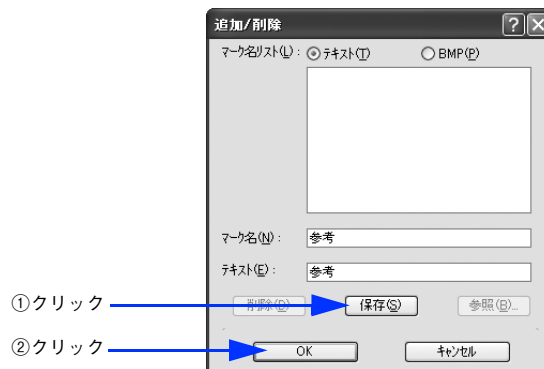 追加/削除
マーク名リスト(L): テキスト(T) BMP(P)
マーク名(N): 参考
テキスト(E): 参考
①クリック 削除(D) 保存(S) 参照(B)...
②クリック OK キャンセル